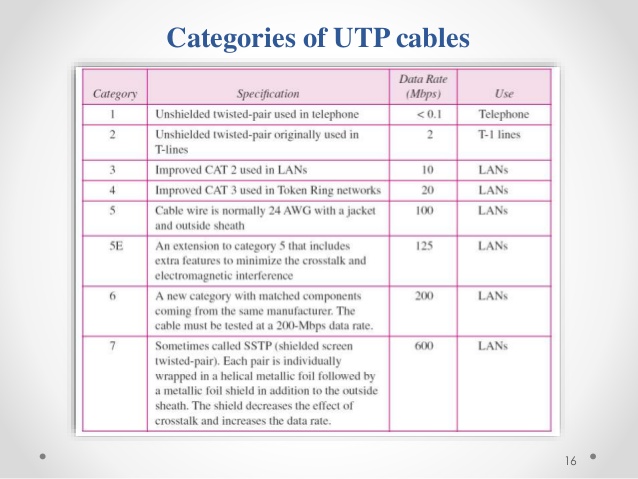 Categories of UTP cables
Category Specification Data Rate (Mbps) Use
1 Unshielded twisted-pair used in telephone < 0.1 Telephone
2 Unshielded twisted-pair originally used in 2 T-1 lines
T-lines
3 Improved CAT 2 used in LANs 10 LANs
4 Improved CAT 3 used in Token Ring networks 20 LANs
5 Cable wire is normally 24 AWG with a jacket 100 LANs
and outside sheath
5E An extension to category 5 that includes 125 LANs
extra features to minimize the crosstalk and
electromagnetic interference
6 A new category with matched components 200 LANs
coming from the same manufacturer. The
cable must be tested at a 200-Mbps data rate.
7 Sometimes called SSTP (shielded screen 600 LANs
twisted-pair). Each pair is individually
wrapped in a helical metallic foil followed by
a metallic foil shield in addition to the outside
sheath. The shield decreases the effect of
crosstalk and increases the data rate.
16